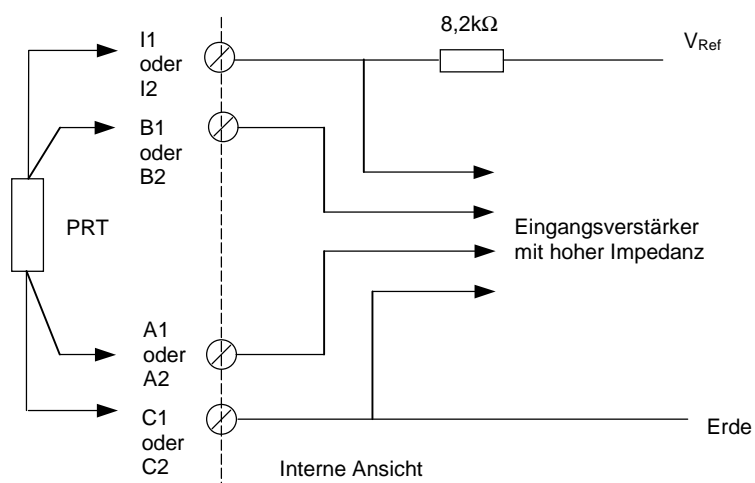 I1
oder
I2
8,2kΩ
V_Ref
B1
oder
B2
PRT
Eingangsverstärker
mit hoher Impedanz
A1
oder
A2
C1
oder
C2
Erde
Interne Ansicht